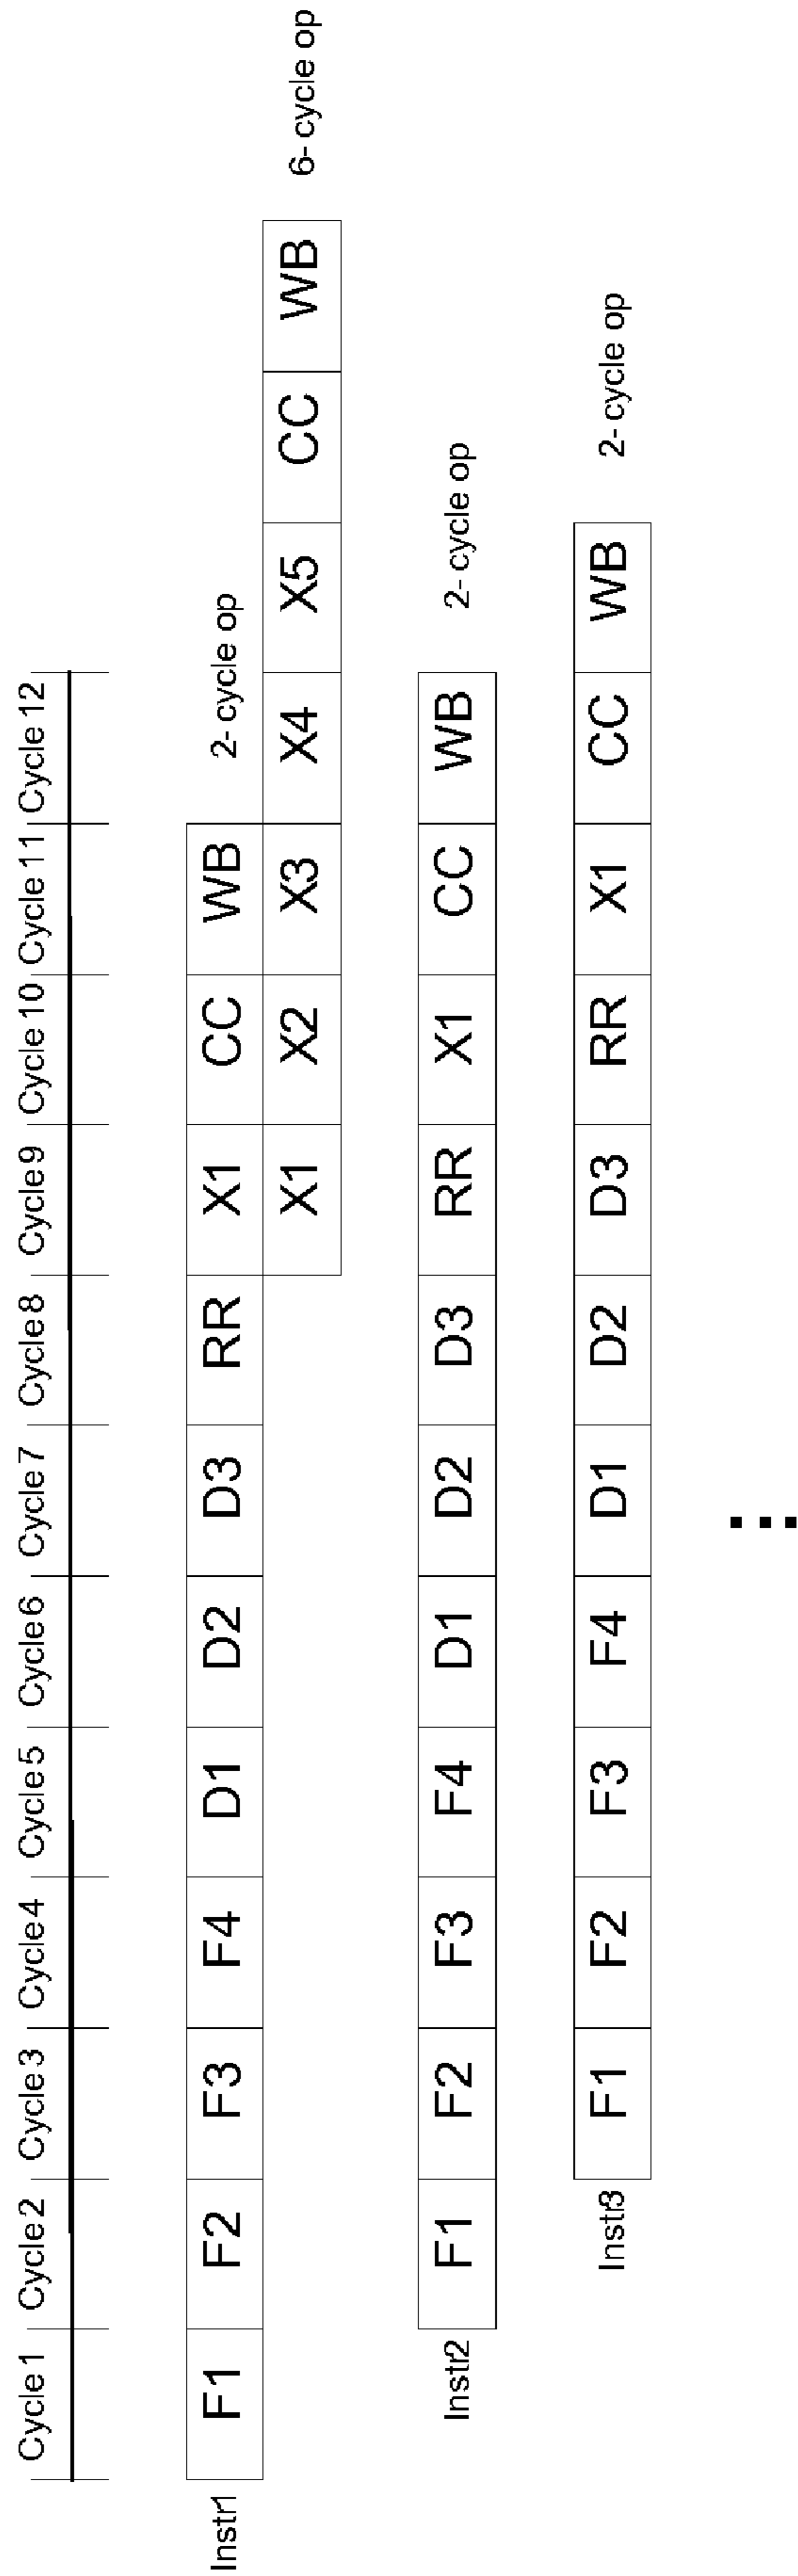 Cycle 1 Cycle 2 Cycle 3 Cycle 4 Cycle 5 Cycle 6 Cycle 7 Cycle 8 Cycle 9 Cycle 10 Cycle 11 Cycle 12
Instr1 F1 F2 F3 F4 D1 D2 D3 RR X1 CC WB 2- cycle op
X1 X2 X3 X4 X5 CC WB 6- cycle op
Instr2 F1 F2 F3 F4 D1 D2 D3 RR X1 CC WB 2- cycle op
Instr3 F1 F2 F3 F4 D1 D2 D3 RR X1 CC WB 2- cycle op
...